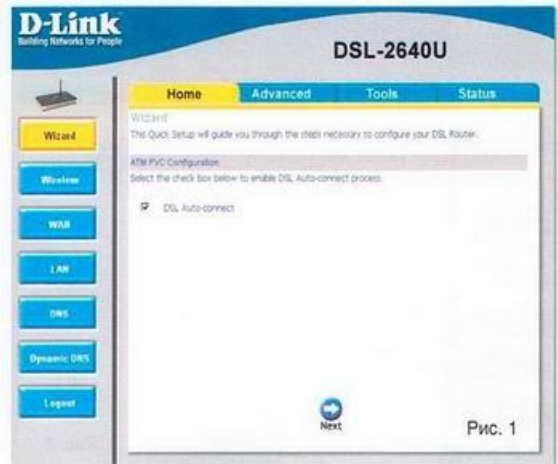 D-Link
Building Networks for People
DSL-2640U
Home Advanced Tools Status
Wizard
Wizard
This Quick Setup will guide you through the steps necessary to configure your DSL Router.
ATM PVC Configuration
Select the check box below to enable DSL Auto-connect process.
DSL Auto-connect
Wireless
WAN
LAN
DNS
Dynamic DNS
Logout
Next
Рис. 1